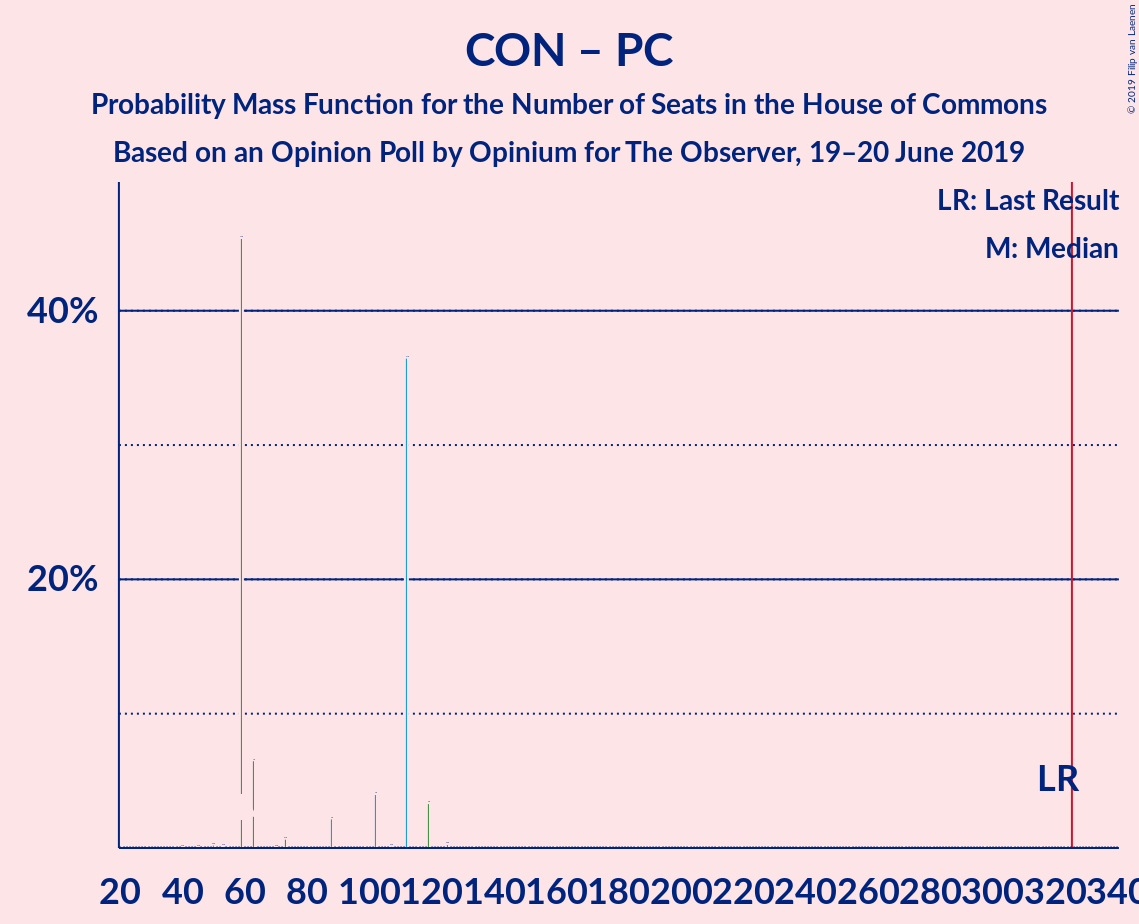 CON – PC
Probability Mass Function for the Number of Seats in the House of Commons
Based on an Opinion Poll by Opinium for The Observer, 19–20 June 2019
© 2019 Filip van Laenen
LR: Last Result
M: Median
40%
20%
LR
20 40 60 80 100 120 140 160 180 200 220 240 260 280 300 320 340